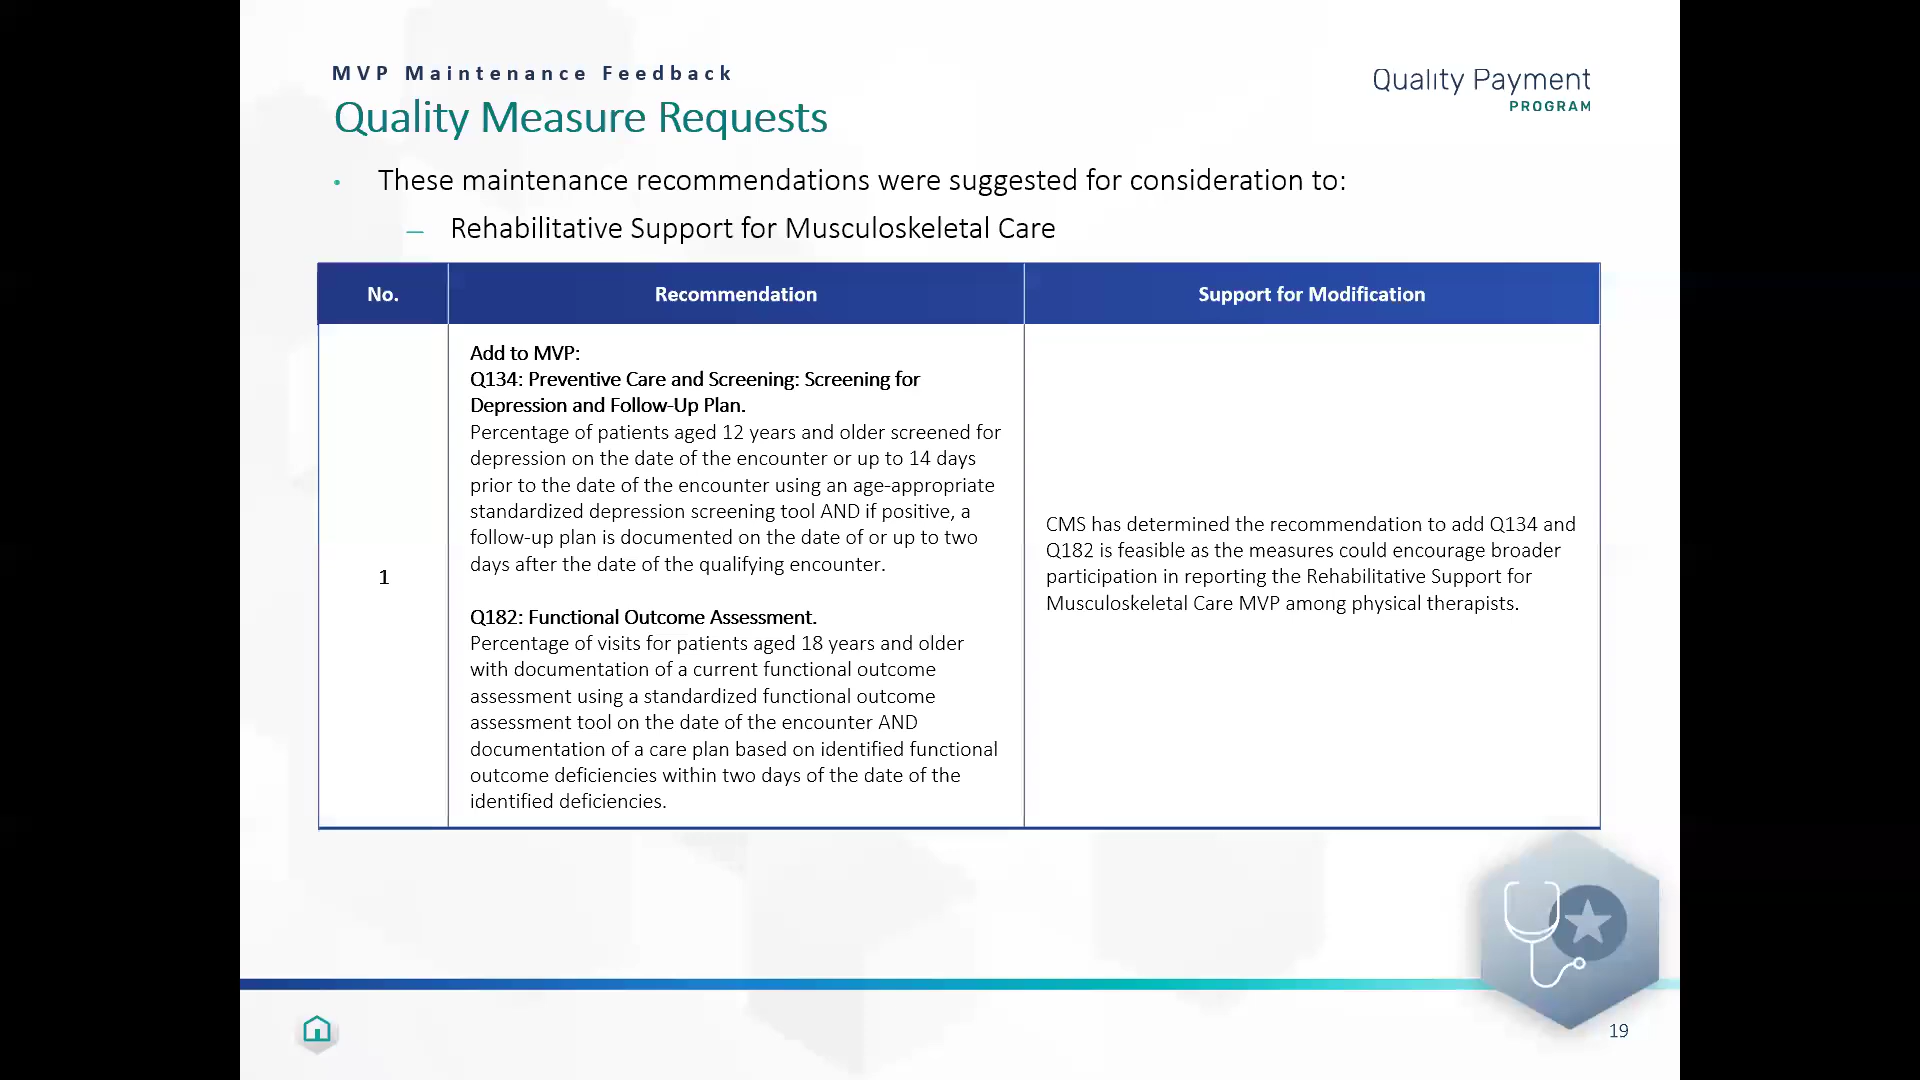 MVP Maintenance Feedback
Quality Measure Requests
Quality Payment
PROGRAM
• These maintenance recommendations were suggested for consideration to:
– Rehabilitative Support for Musculoskeletal Care
No.
Recommendation
Support for Modification
1
Add to MVP:
Q134: Preventive Care and Screening: Screening for
Depression and Follow-Up Plan.
Percentage of patients aged 12 years and older screened for
depression on the date of the encounter or up to 14 days
prior to the date of the encounter using an age-appropriate
standardized depression screening tool AND if positive, a
follow-up plan is documented on the date of or up to two
days after the date of the qualifying encounter.
Q182: Functional Outcome Assessment.
Percentage of visits for patients aged 18 years and older
with documentation of a current functional outcome
assessment using a standardized functional outcome
assessment tool on the date of the encounter AND
documentation of a care plan based on identified functional
outcome deficiencies within two days of the date of the
identified deficiencies.
CMS has determined the recommendation to add Q134 and
Q182 is feasible as the measures could encourage broader
participation in reporting the Rehabilitative Support for
Musculoskeletal Care MVP among physical therapists.
19